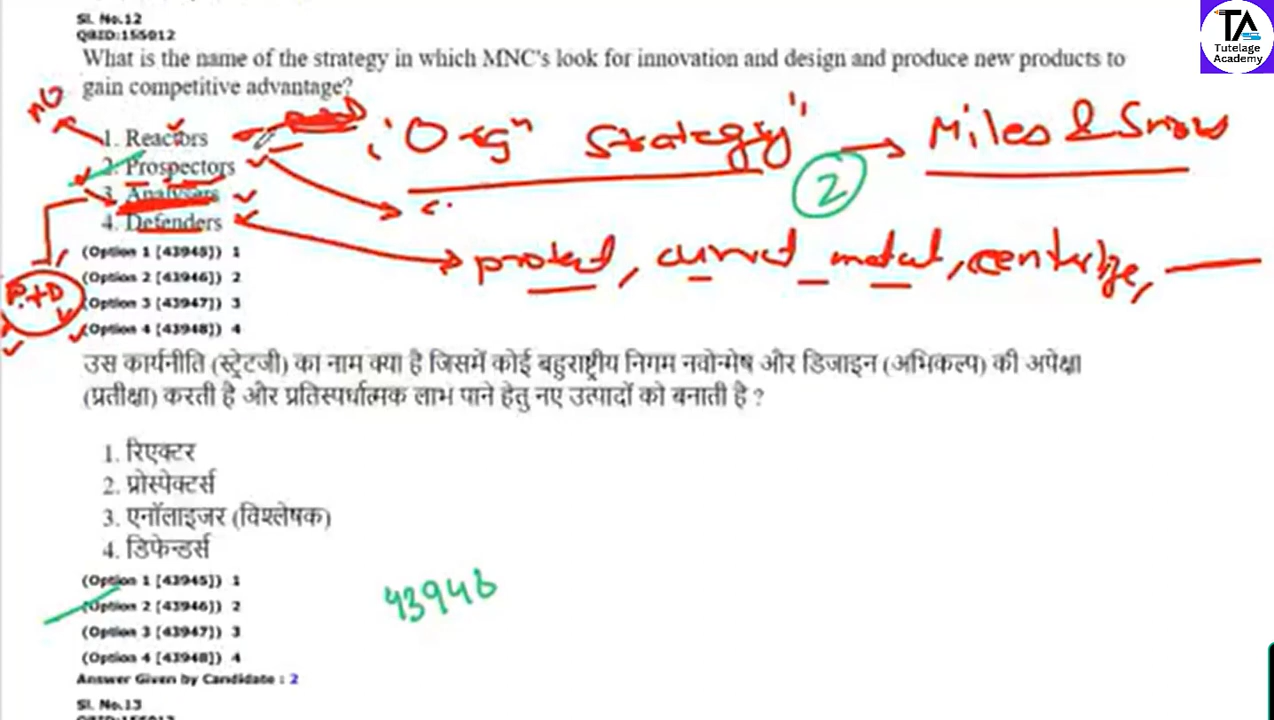 Sl. No.12
QBID:155012
TA
Tutelage
Academy
What is the name of the strategy in which MNC's look for innovation and design and produce new products to
gain competitive advantage?
NO
1. Reactors
2. Prospectors
3. Analysers
4. Defenders
"Org" Strategy" → Miles & Snow
2
protect, current market, centerlize,
P+D
(Option 1 [43945]) 1
(Option 2 [43946]) 2
(Option 3 [43947]) 3
(Option 4 [43948]) 4
उस कार्यनीति (स्ट्रेटजी) का नाम क्या है जिसमें कोई बहुराष्ट्रीय निगम नवोन्मेष और डिजाइन (अभिकल्प) की अपेक्षा
(प्रतीक्षा) करती है और प्रतिस्पर्धात्मक लाभ पाने हेतु नए उत्पादों को बनाती है ?
1. रिएक्टर
2. प्रोस्पेक्टर्स
3. एनॉलाइजर (विश्लेषक)
4. डिफेन्डर्स
(Option 1 [43945]) 1
(Option 2 [43946]) 2
(Option 3 [43947]) 3
(Option 4 [43948]) 4
43946
Answer Given by Candidate : 2
Sl. No.13
QBID:155013